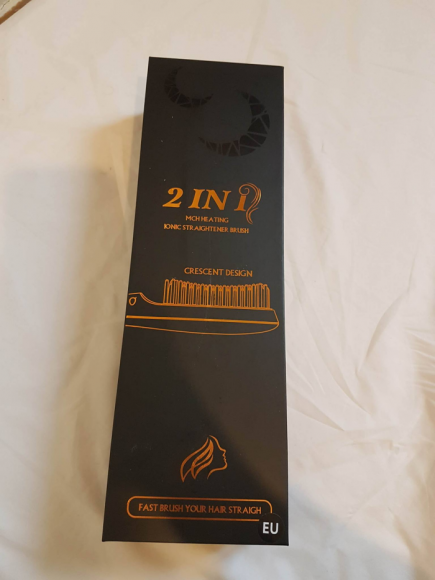 2 IN 1
MCH HEATING
IONIC STRAIGHTENER BRUSH
CRESCENT DESIGN
FAST BRUSH YOUR HAIR STRAIGH
EU